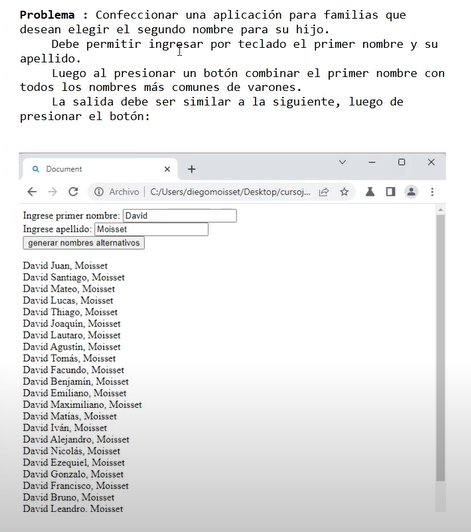 Problema : Confeccionar una aplicación para familias que
desean elegir el segundo nombre para su hijo.
Debe permitir ingresar por teclado el primer nombre y su
apellido.
Luego al presionar un botón combinar el primer nombre con
todos los nombres más comunes de varones.
La salida debe ser similar a la siguiente, luego de
presionar el botón:
Document
Archivo | C:/Users/diegomoisset/Desktop/cursoj...
Ingrese primer nombre: David
Ingrese apellido: Moisset
generar nombres alternativos
David Juan, Moisset
David Santiago, Moisset
David Mateo, Moisset
David Lucas, Moisset
David Thiago, Moisset
David Joaquín, Moisset
David Lautaro, Moisset
David Agustín, Moisset
David Tomás, Moisset
David Facundo, Moisset
David Benjamín, Moisset
David Emiliano, Moisset
David Maximiliano, Moisset
David Matías, Moisset
David Iván, Moisset
David Alejandro, Moisset
David Nicolás, Moisset
David Ezequiel, Moisset
David Gonzalo, Moisset
David Francisco, Moisset
David Bruno, Moisset
David Leandro, Moisset